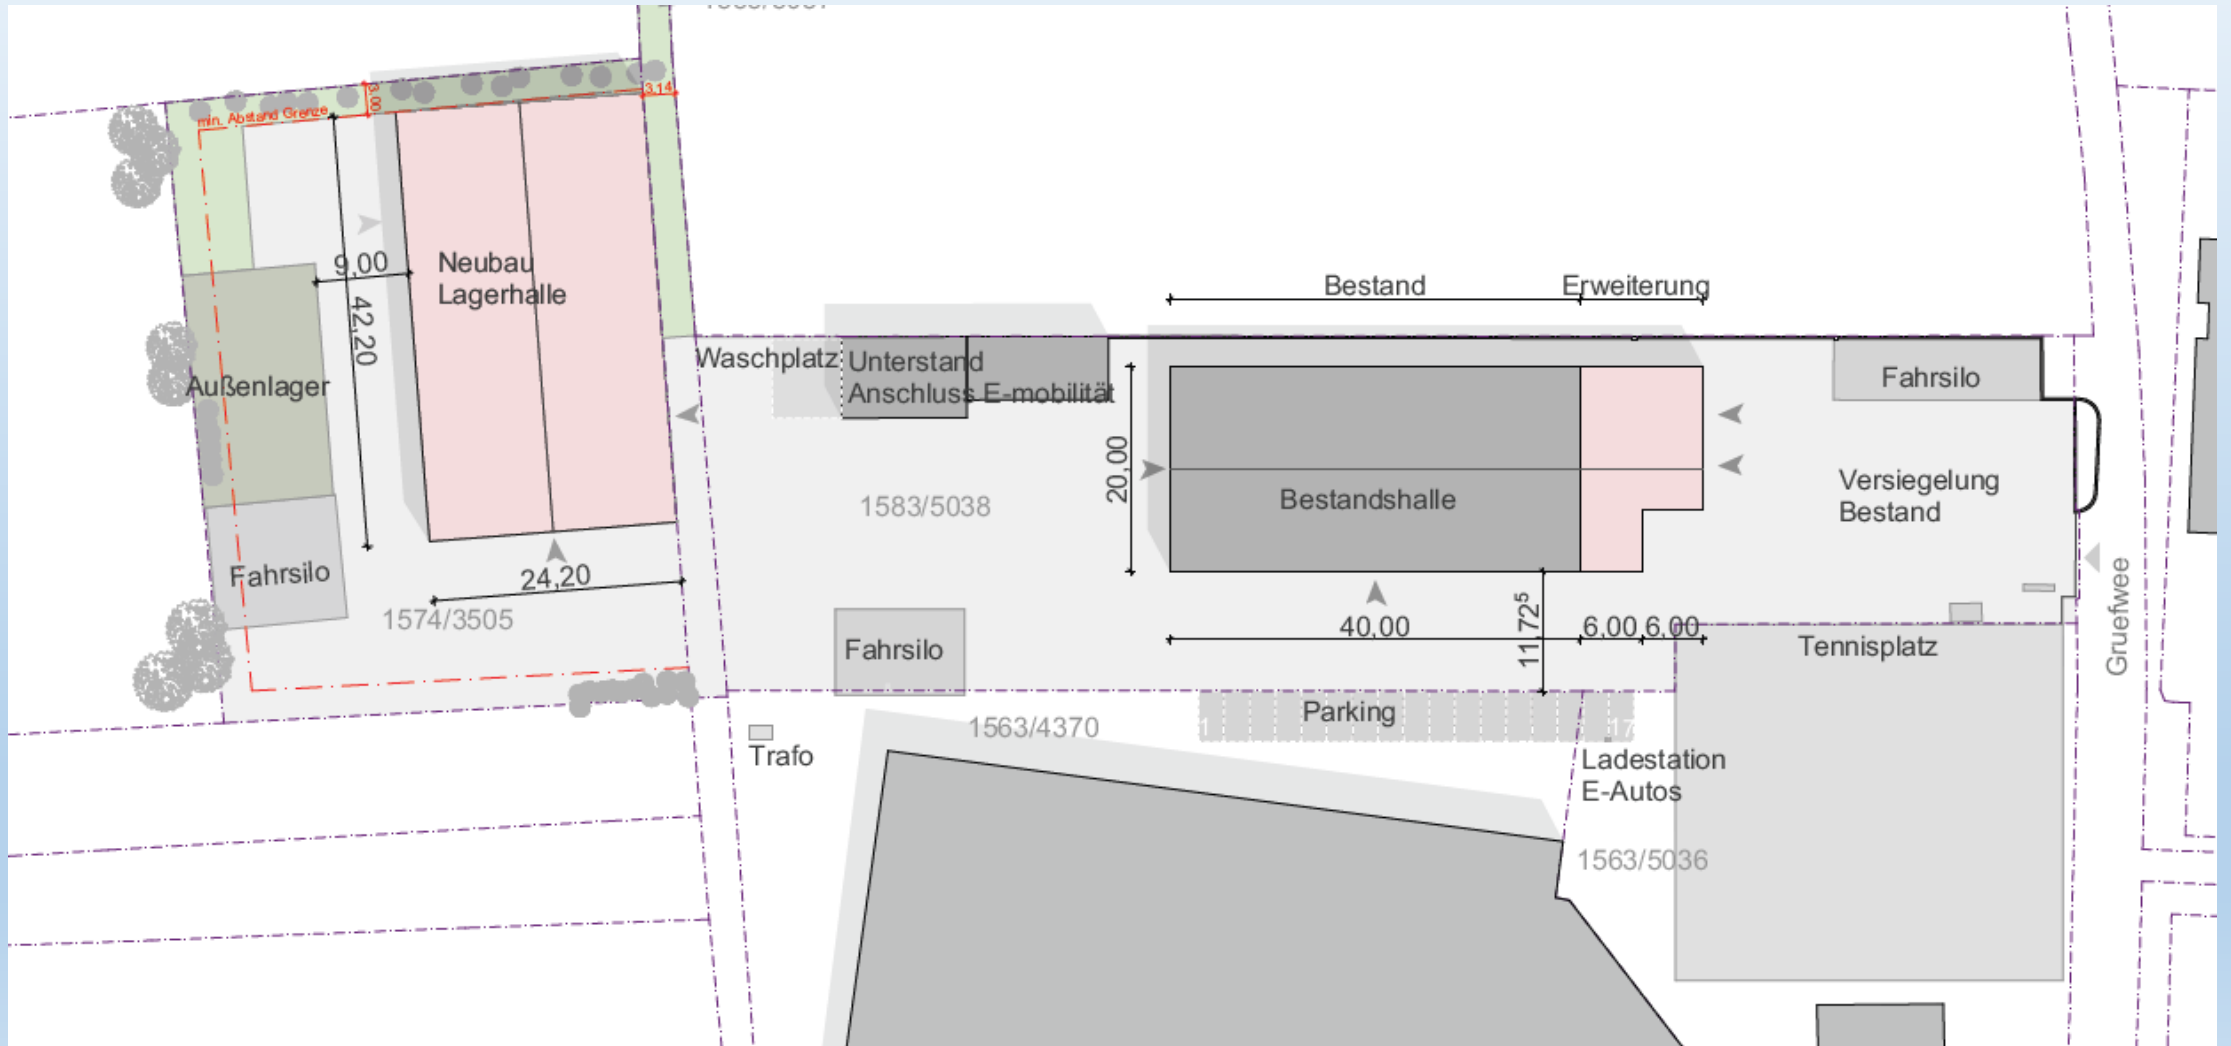 min. Abstand Grenze
3,00
3,14
9,00
42,20
Neubau
Lagerhalle
Außenlager
Fahrsilo
24,20
1574/3505
Waschplatz
Unterstand
Anschluss E-mobilität
1583/5038
Bestand
Erweiterung
20,00
Bestandshalle
Fahrsilo
Versiegelung
Bestand
40,00
6,00
6,00
11,72⁵
Fahrsilo
Tennisplatz
Gruefwee
Parking
1
17
1563/4370
Trafo
Ladestation
E-Autos
1563/5036